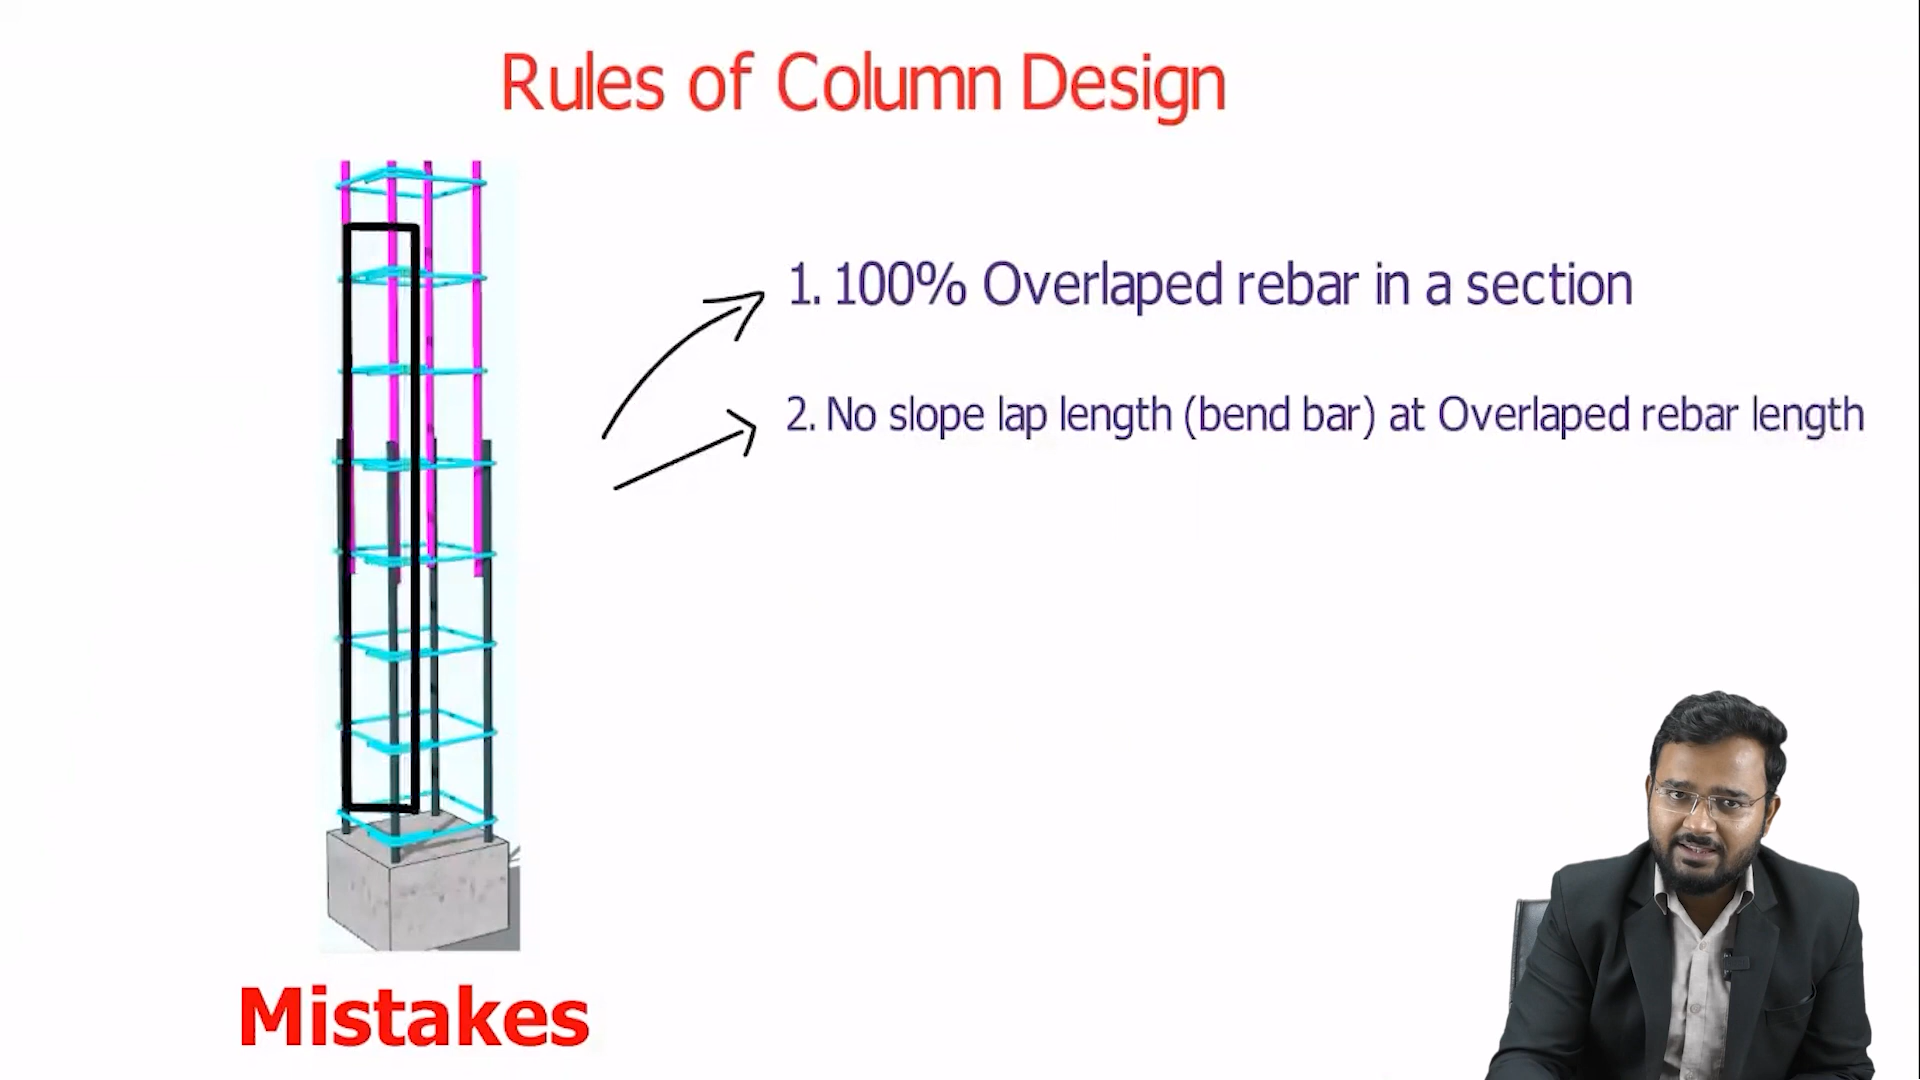 Rules of Column Design
1. 100% Overlaped rebar in a section
2. No slope lap length (bend bar) at Overlaped rebar length
Mistakes